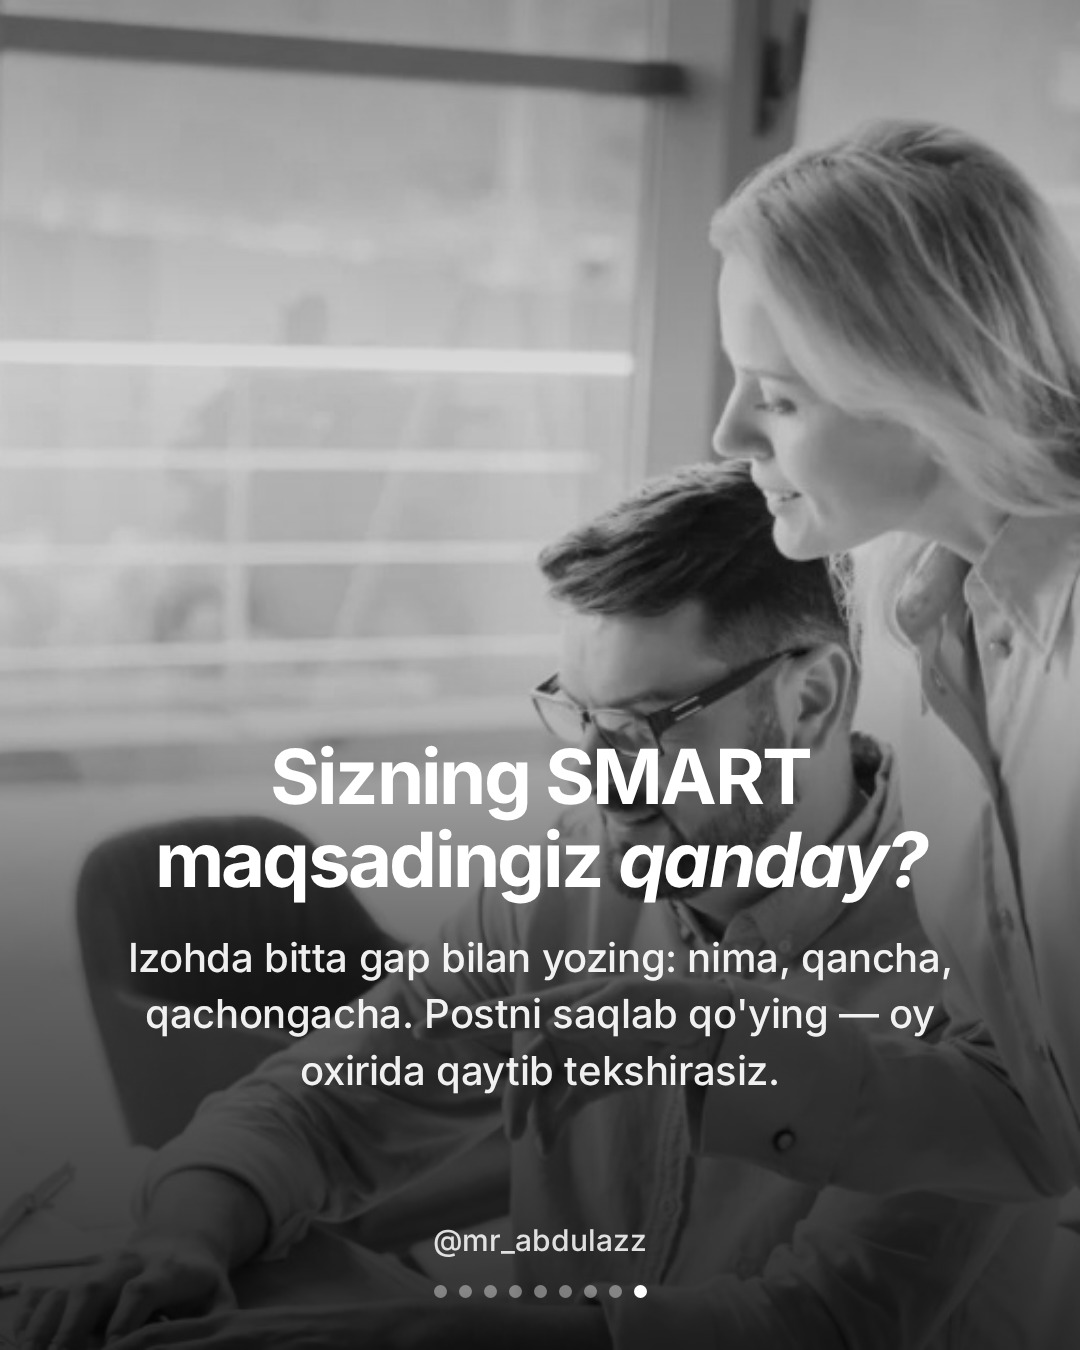 Sizning SMART
maqsadingiz qanday?
Izohda bitta gap bilan yozing: nima, qancha,
qachongacha. Postni saqlab qo'ying — oy
oxirida qaytib tekshirasiz.
@mr_abdulazz